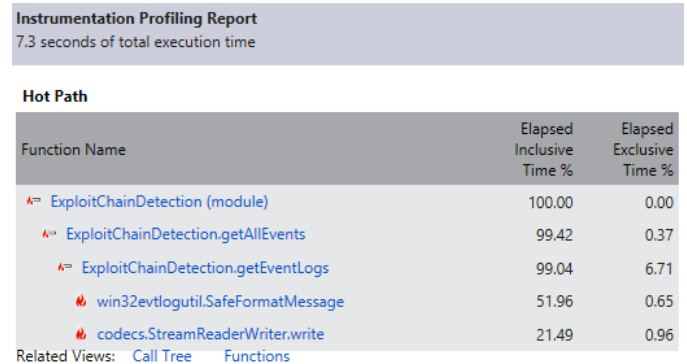 Instrumentation Profiling Report
7.3 seconds of total execution time
Hot Path
Function Name Elapsed Inclusive Time % Elapsed Exclusive Time %
ExploitChainDetection (module) 100.00 0.00
ExploitChainDetection.getAllEvents 99.42 0.37
ExploitChainDetection.getEventLogs 99.04 6.71
win32evtlogutil.SafeFormatMessage 51.96 0.65
codecs.StreamReaderWriter.write 21.49 0.96
Related Views: Call Tree Functions